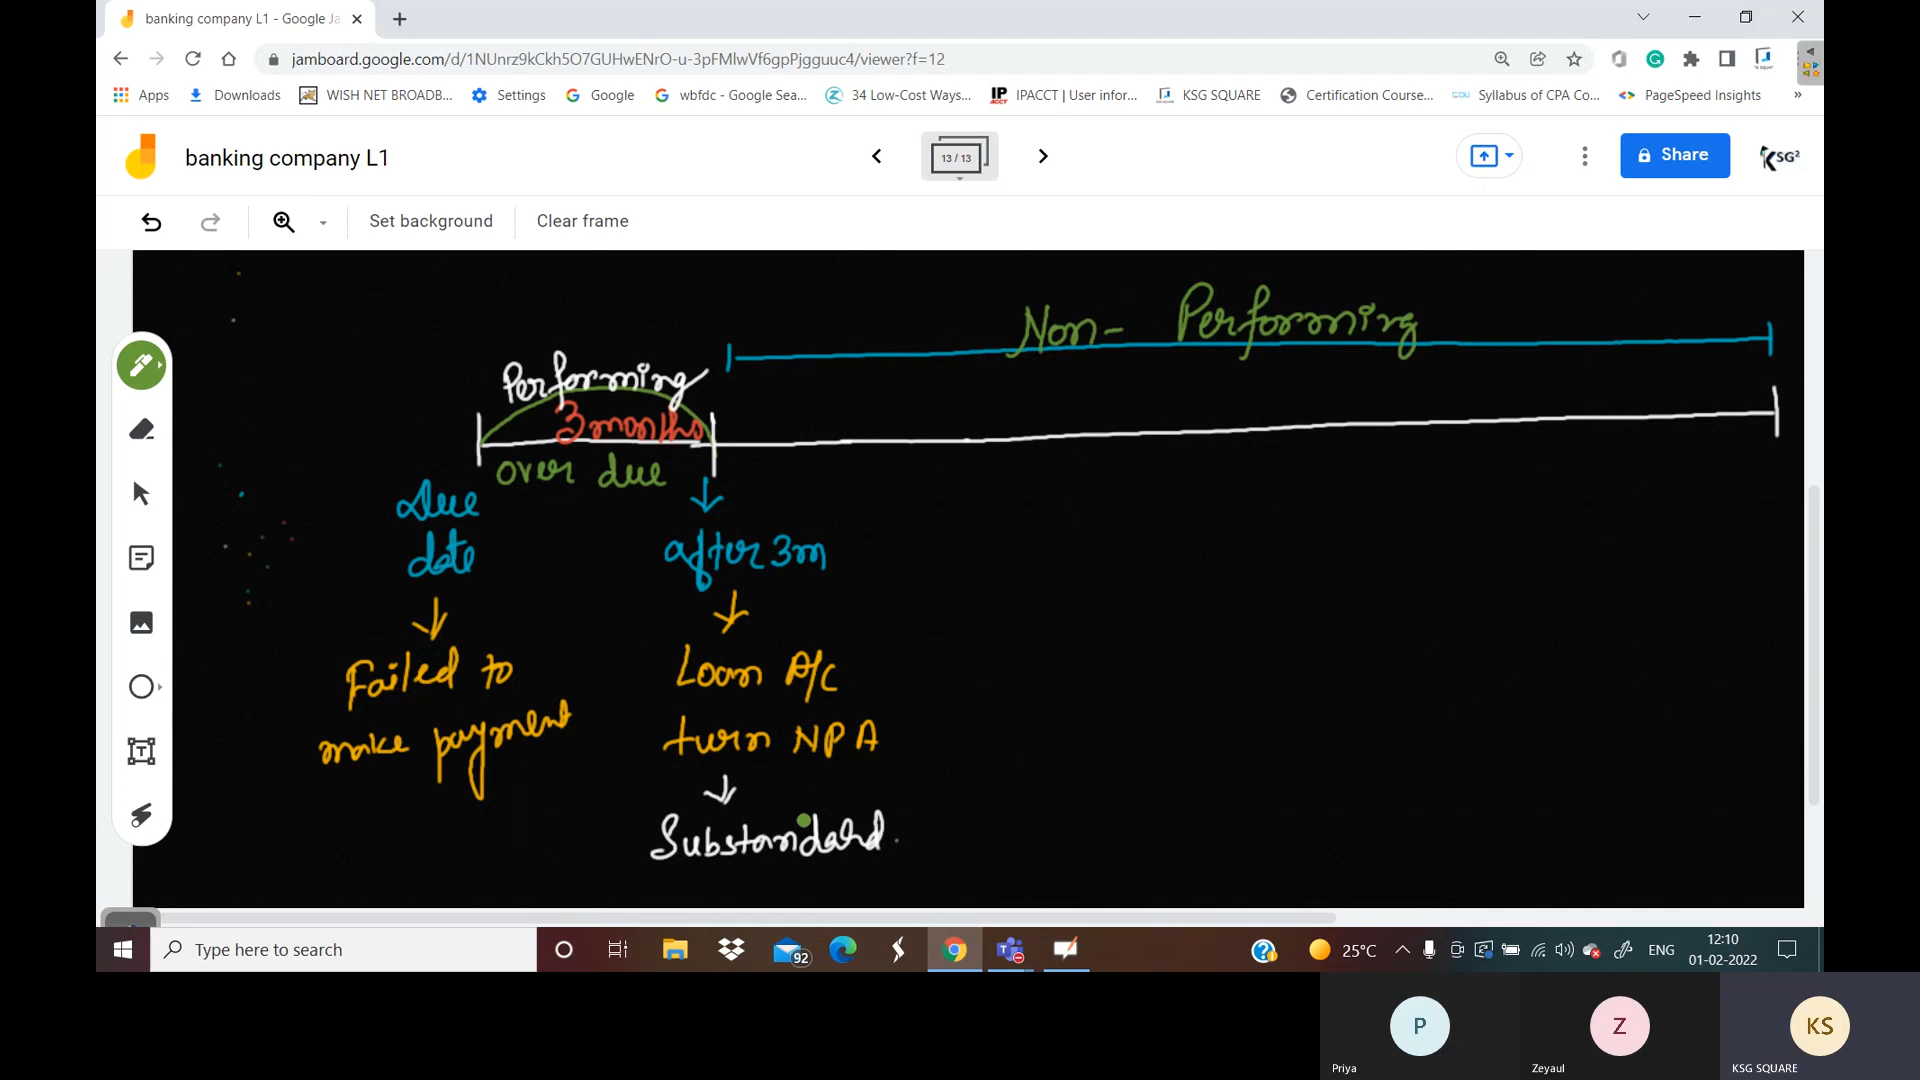 banking company L1 - Google Ja
jamboard.google.com/d/1NUnrz9kCkh5O7GUHwENrO-u-3pFMlwVf6gpPjgguuc4/viewer?f=12
Apps Downloads WISH NET BROADB... Settings Google wbfdc - Google Sea... 34 Low-Cost Ways... IPACCT | User infor... KSG SQUARE Certification Course... Syllabus of CPA Co... PageSpeed Insights »
banking company L1
13 / 13
Share
KSG²
Set background Clear frame
Non- Performing
Performing
3 months
over due
Due
date
after 3m
Failed to
make payment
Loan A/C
turn NPA
Substandard
Type here to search
92
25°C
ENG
12:10
01-02-2022
P
Z
KS
Priya
Zeyaul
KSG SQUARE